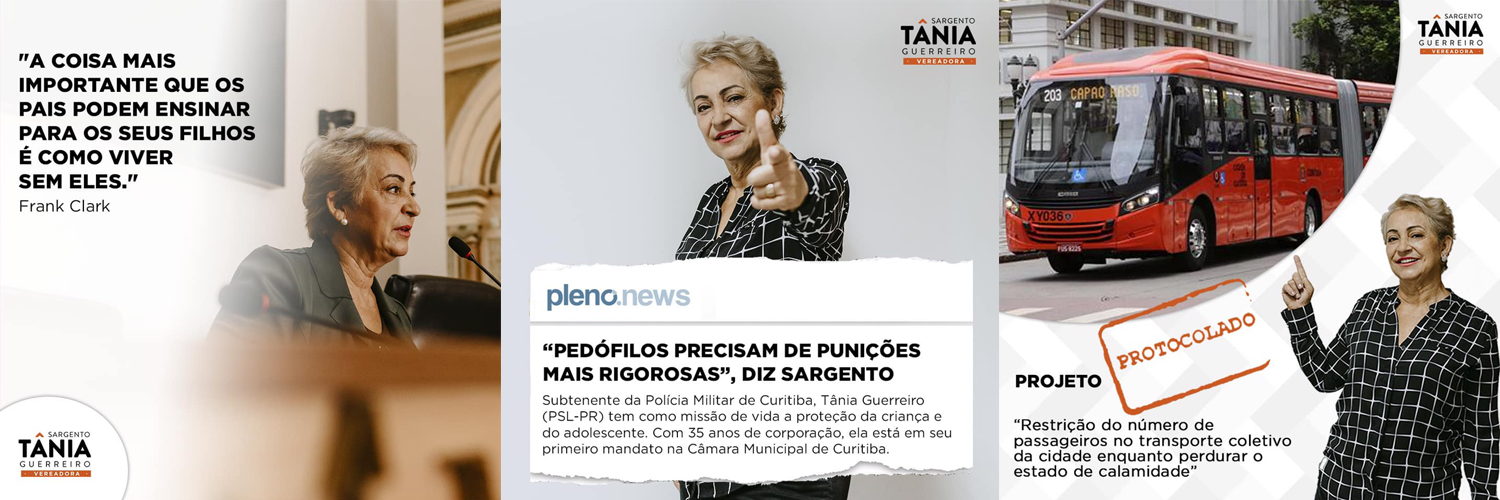 "A COISA MAIS
IMPORTANTE QUE OS
PAIS PODEM ENSINAR
PARA OS SEUS FILHOS
É COMO VIVER
SEM ELES."
Frank Clark
SARGENTO
TÂNIA
GUERREIRO
VEREADORA
SARGENTO
TÂNIA
GUERREIRO
VEREADORA
pleno.news
“PEDÓFILOS PRECISAM DE PUNIÇÕES
MAIS RIGOROSAS”, DIZ SARGENTO
Subtenente da Polícia Militar de Curitiba, Tânia Guerreiro
(PSL-PR) tem como missão de vida a proteção da criança e
do adolescente. Com 35 anos de corporação, ela está em seu
primeiro mandato na Câmara Municipal de Curitiba.
SARGENTO
TÂNIA
GUERREIRO
VEREADORA
203 CAPAO RASO
XY036
PROTOCOLADO
PROJETO
“Restrição do número de
passageiros no transporte coletivo
da cidade enquanto perdurar o
estado de calamidade”